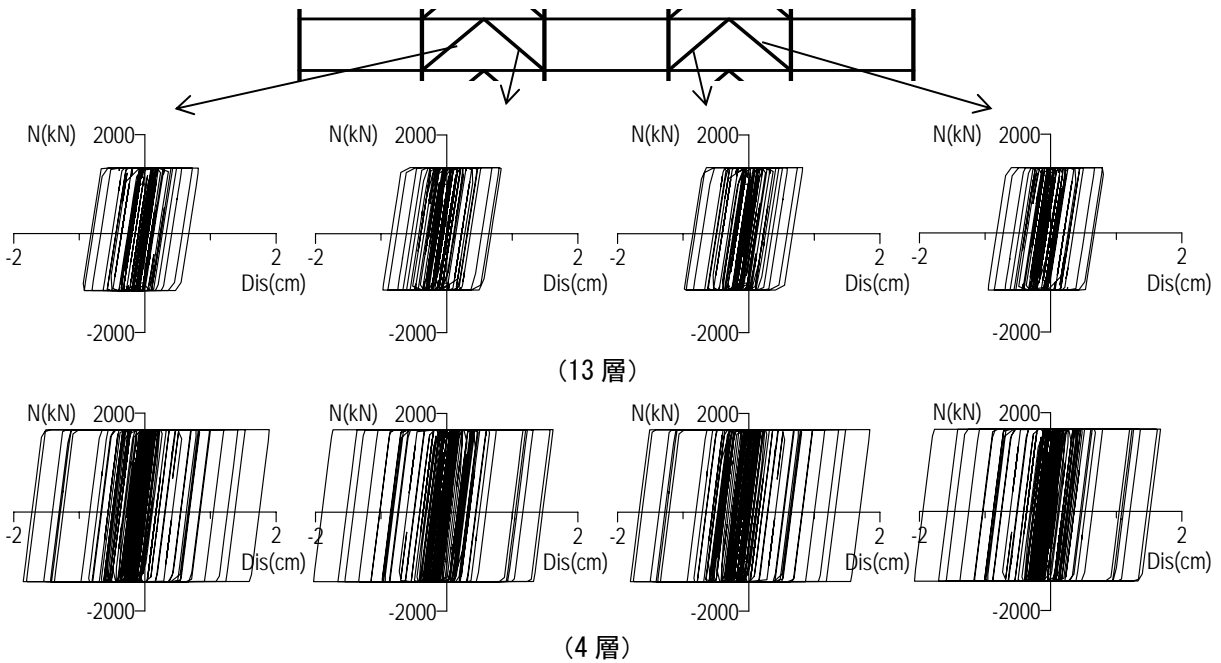 N(kN) 2000 N(kN) 2000 N(kN) 2000 N(kN) 2000
-2 2 -2 2 -2 2 -2 2
Dis(cm) Dis(cm) Dis(cm) Dis(cm)
-2000 -2000 -2000 -2000
(13 層)
N(kN) 2000 N(kN) 2000 N(kN) 2000 N(kN) 2000
-2 2 -2 2 -2 2 -2 2
Dis(cm) Dis(cm) Dis(cm) Dis(cm)
-2000 -2000 -2000 -2000
(4 層)